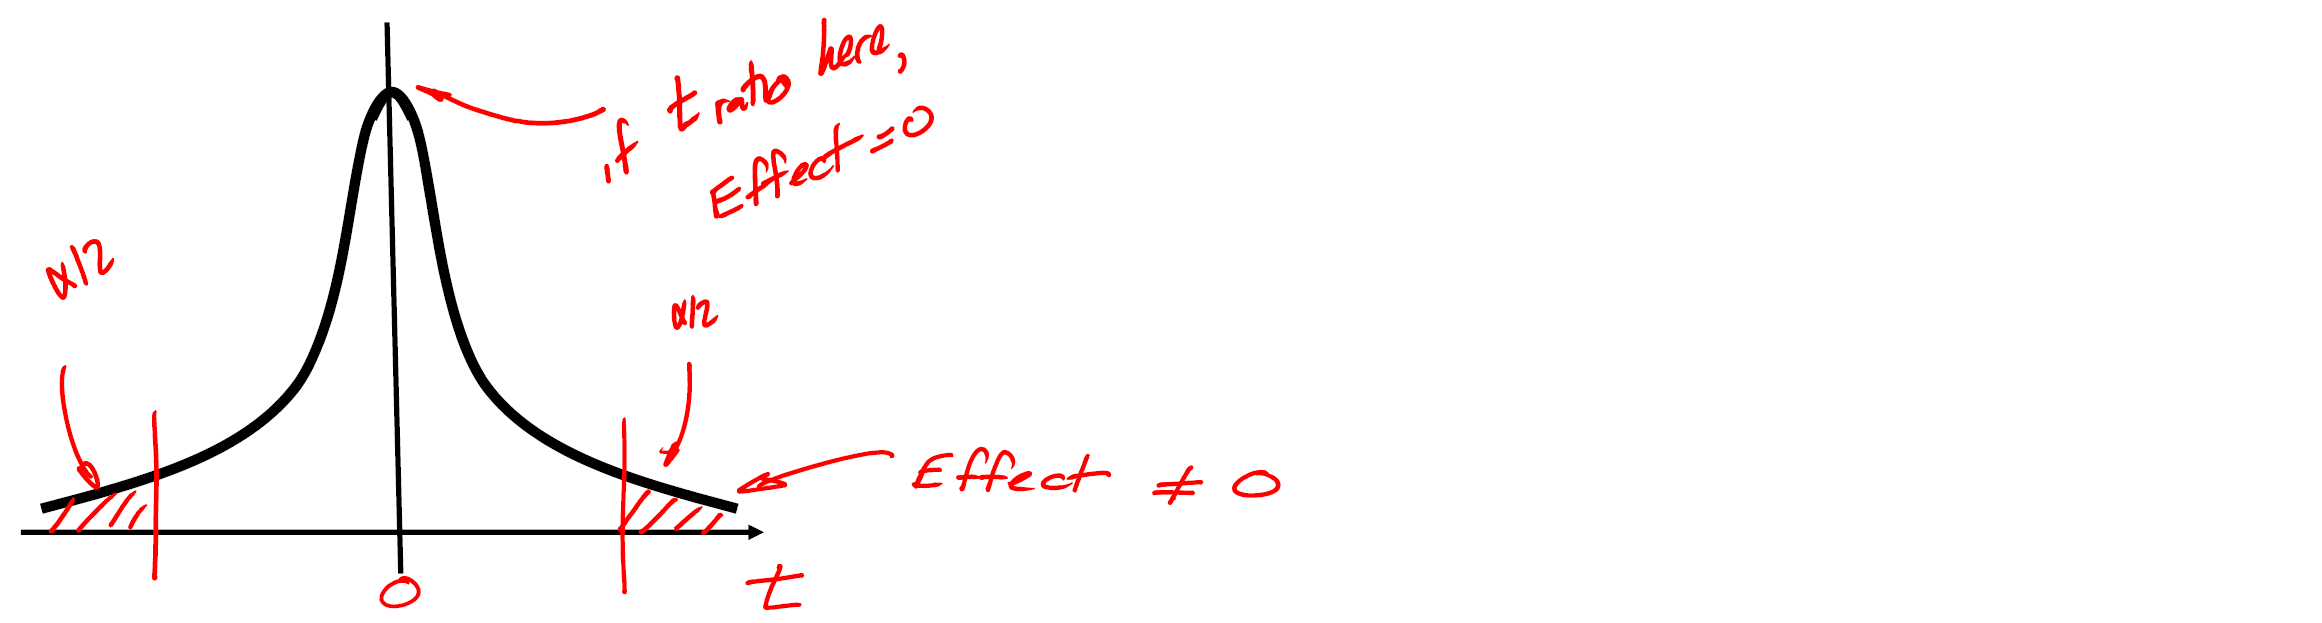 if t ratio here,
Effect = 0
α/2
α/2
Effect ≠ 0
0
t